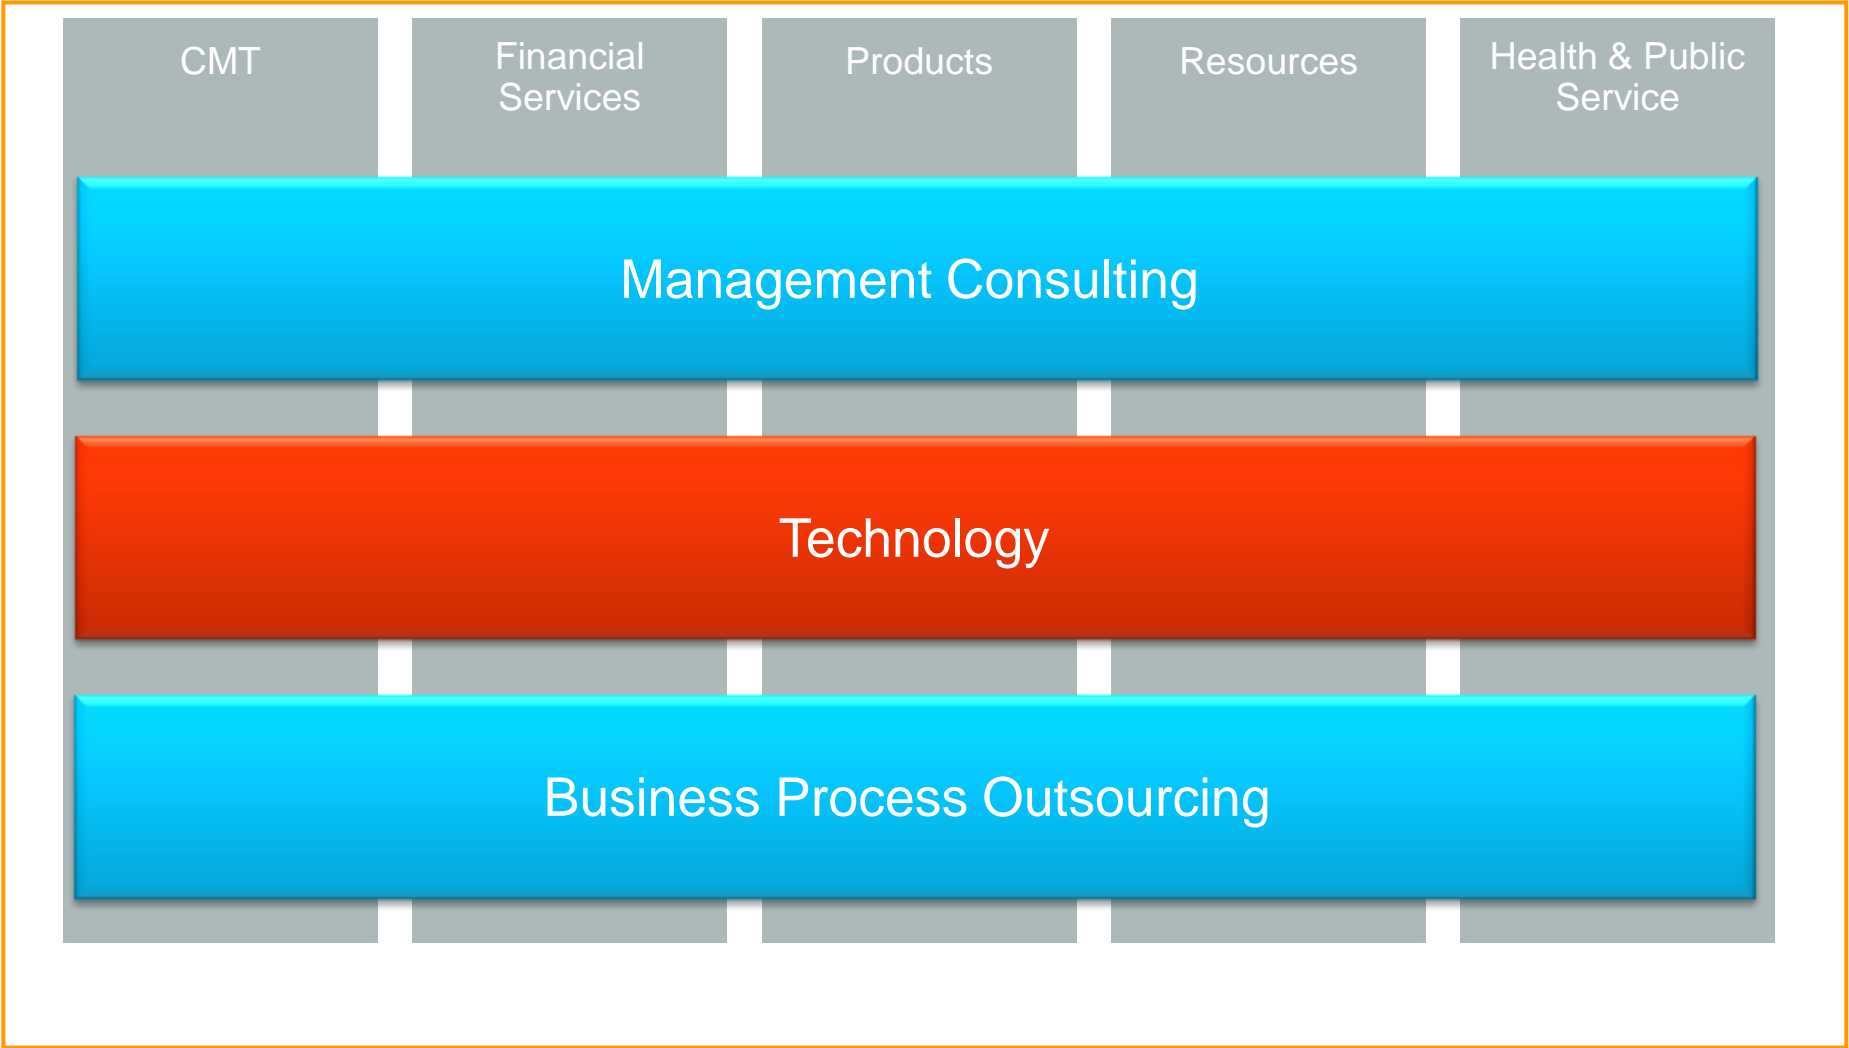 CMT
Financial
Services
Products
Resources
Health & Public
Service
Management Consulting
Technology
Business Process Outsourcing